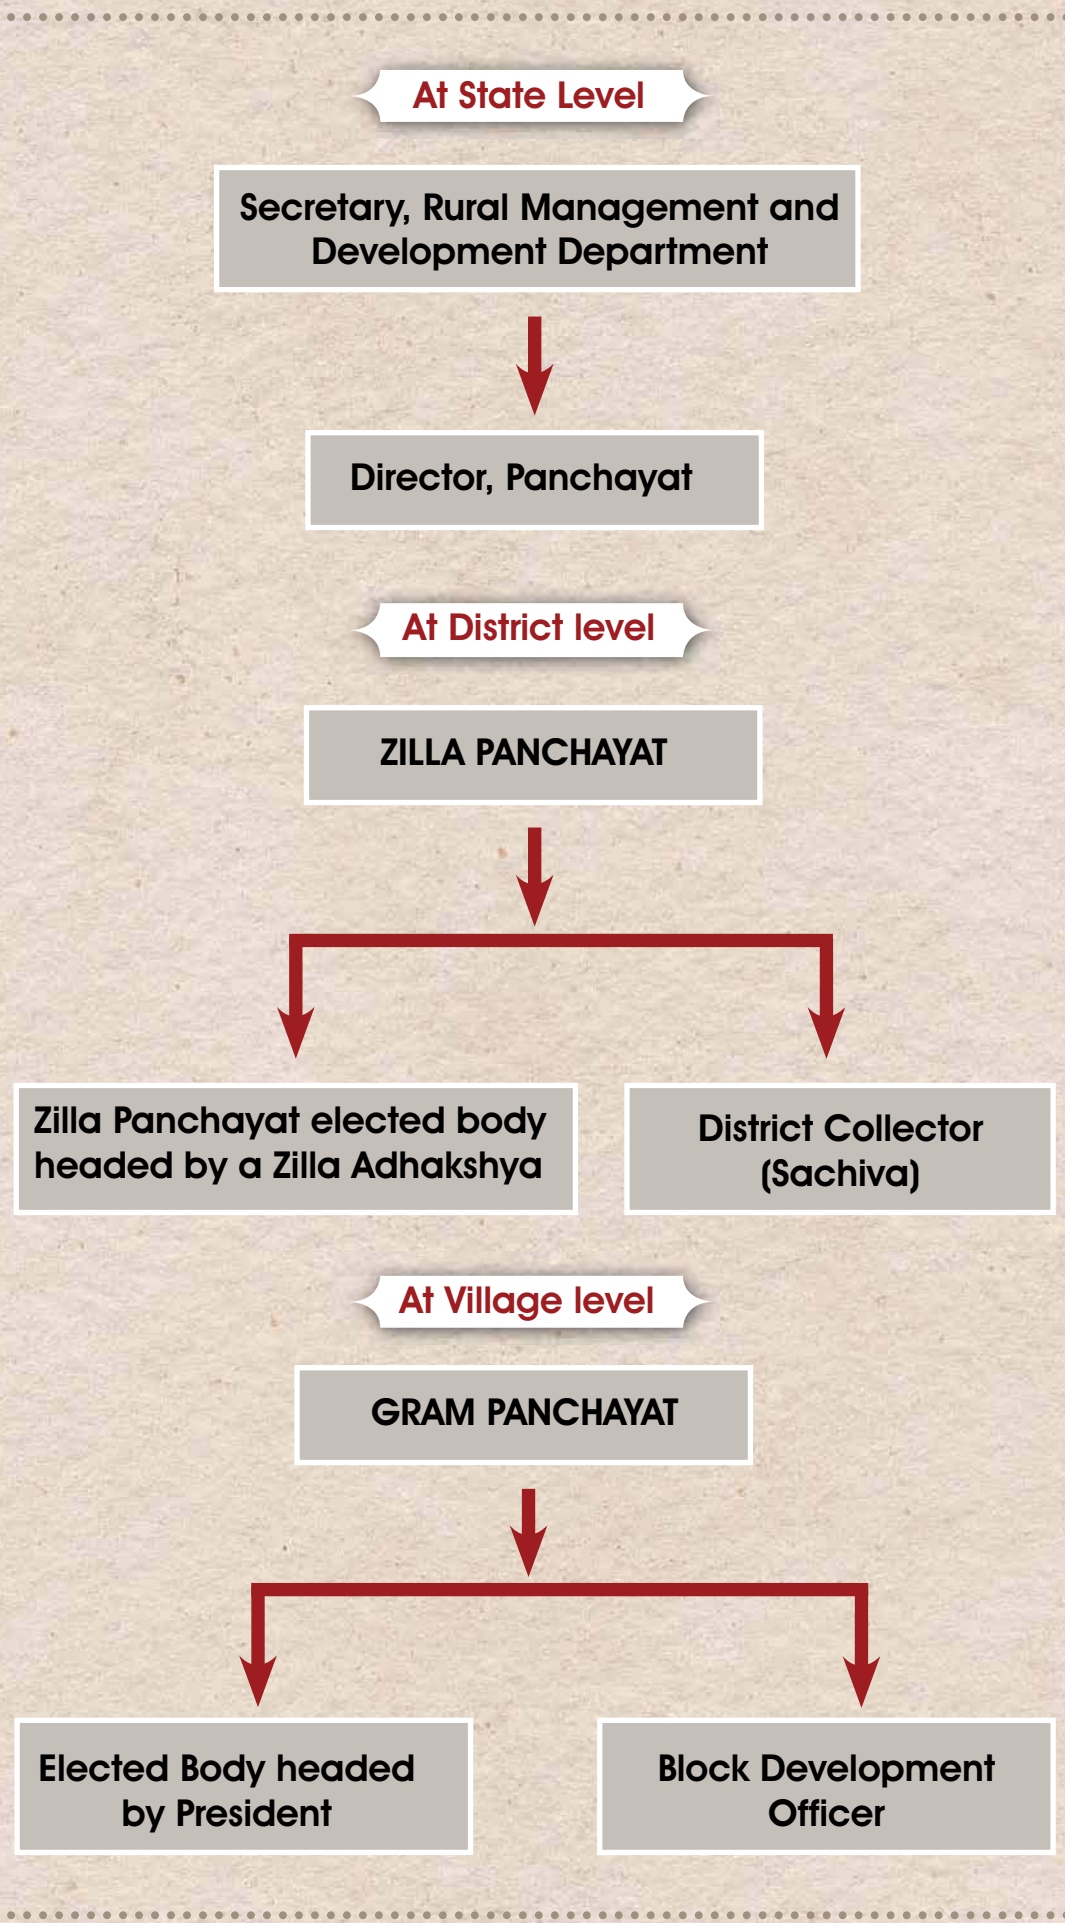 At State Level
Secretary, Rural Management and
Development Department
Director, Panchayat
At District level
ZILLA PANCHAYAT
Zilla Panchayat elected body
headed by a Zilla Adhakshya
District Collector
(Sachiva)
At Village level
GRAM PANCHAYAT
Elected Body headed
by President
Block Development
Officer